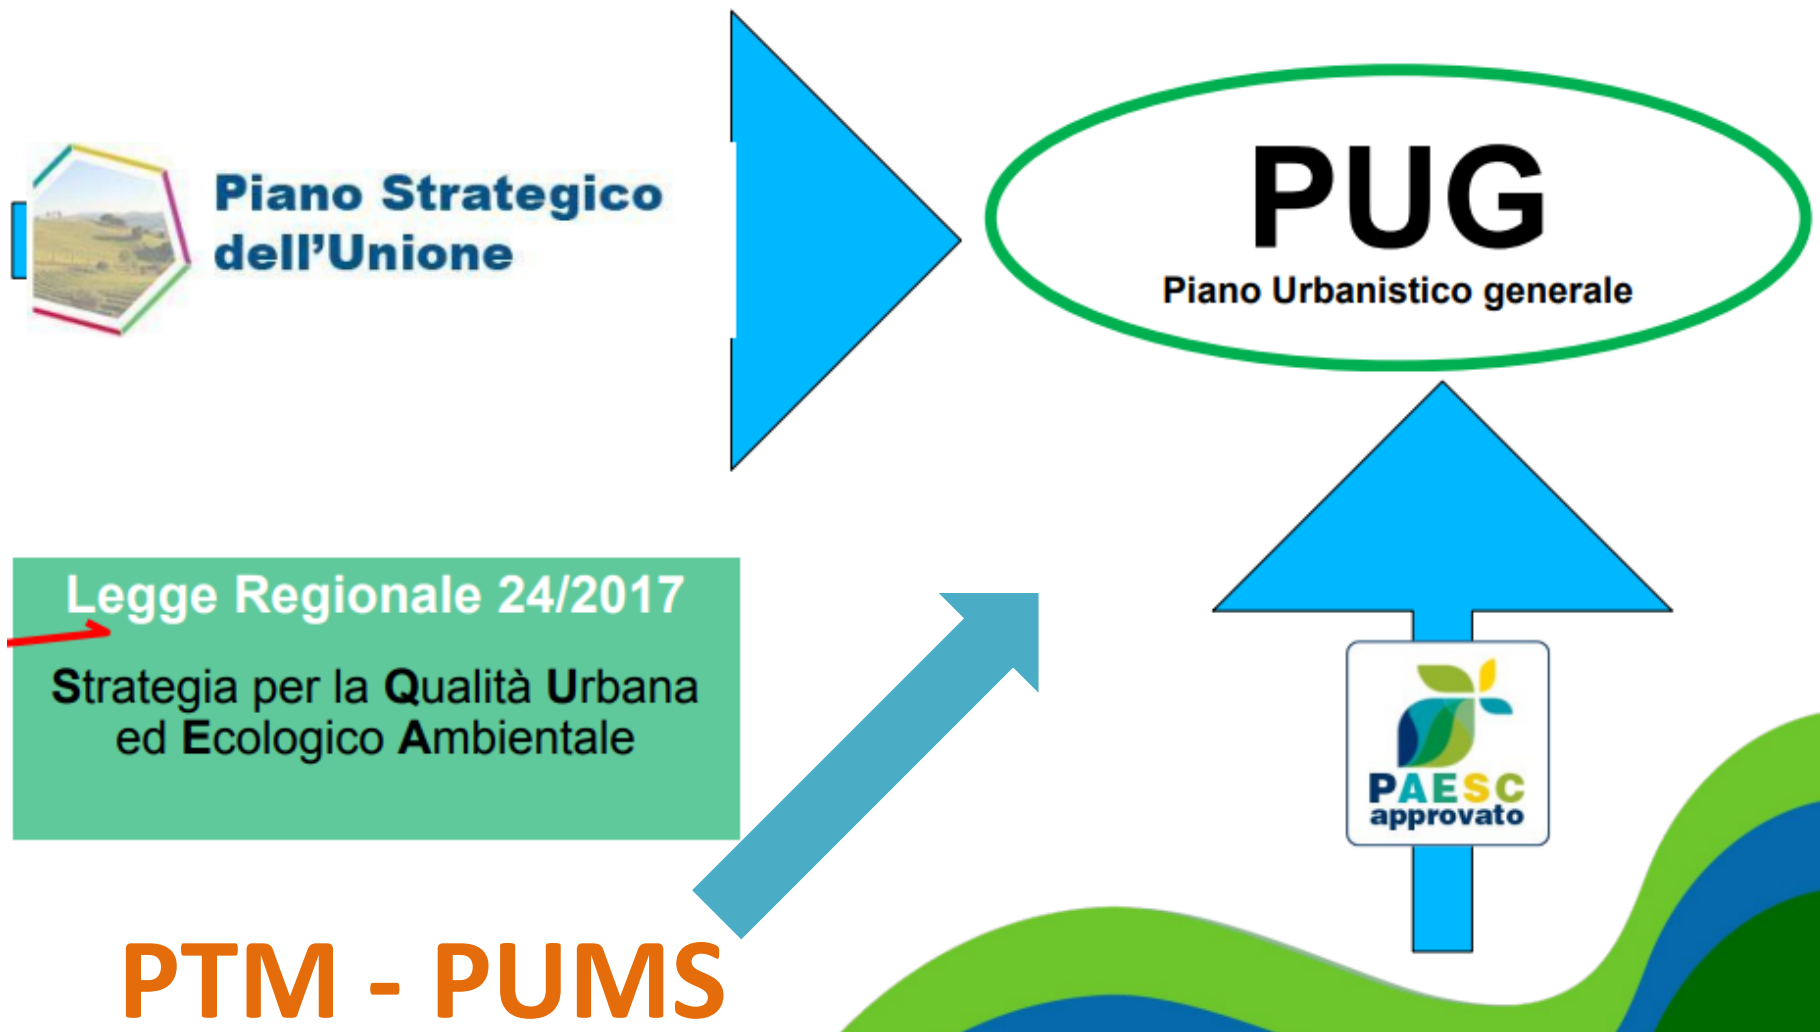 Piano Strategico
dell'Unione
PUG
Piano Urbanistico generale
Legge Regionale 24/2017
Strategia per la Qualità Urbana
ed Ecologico Ambientale
PAESC
approvato
PTM - PUMS